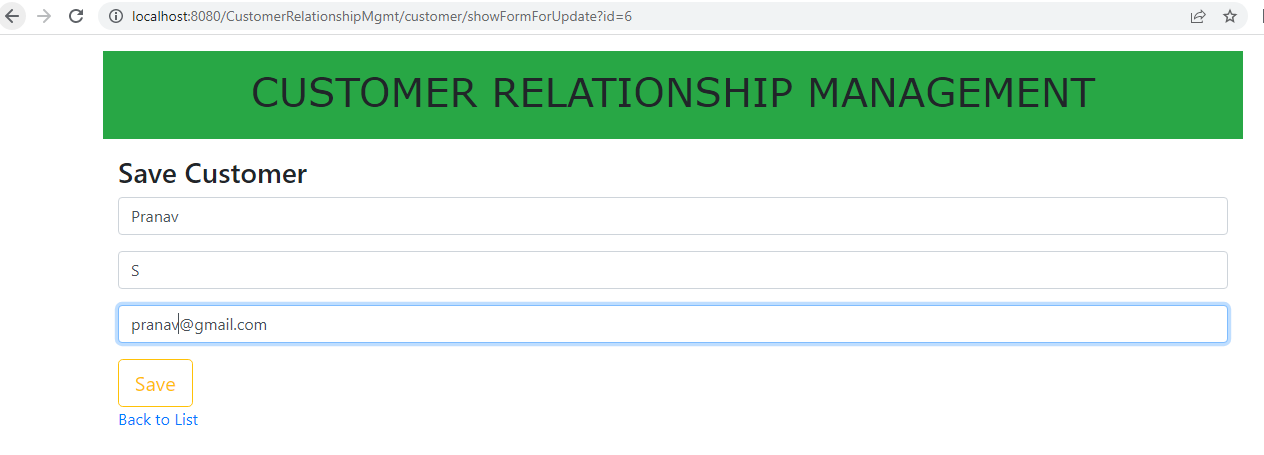 localhost:8080/CustomerRelationshipMgmt/customer/showFormForUpdate?id=6
CUSTOMER RELATIONSHIP MANAGEMENT
Save Customer
Pranav
S
pranav@gmail.com
Save
Back to List